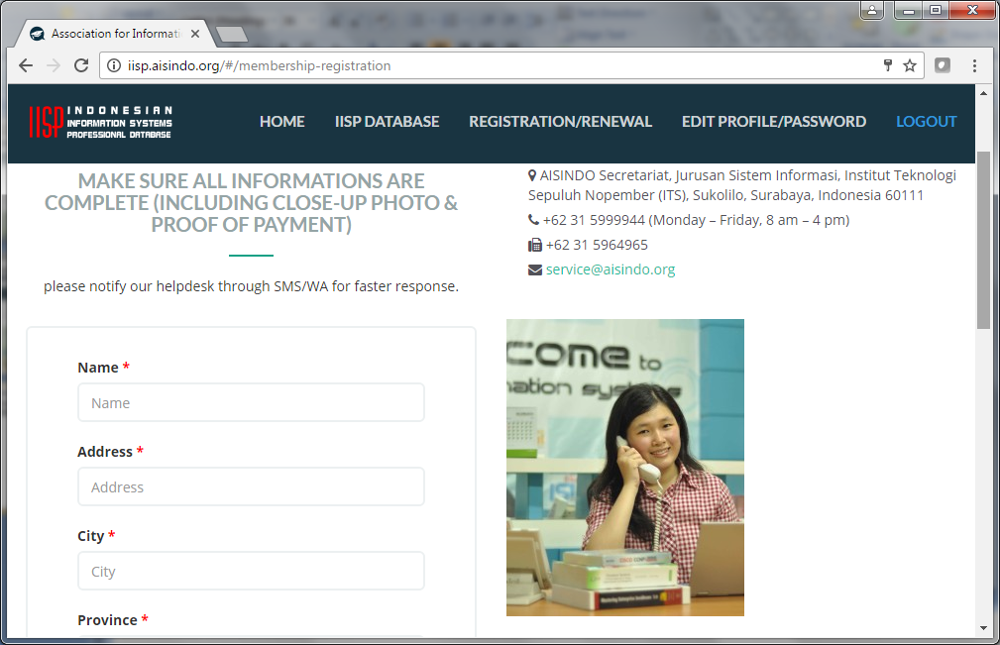 Association for Informati
iisp.aisindo.org/#/membership-registration
IISP INDONESIAN
INFORMATION SYSTEMS
PROFESSIONAL DATABASE
HOME
IISP DATABASE
REGISTRATION/RENEWAL
EDIT PROFILE/PASSWORD
LOGOUT
MAKE SURE ALL INFORMATIONS ARE
COMPLETE (INCLUDING CLOSE-UP PHOTO &
PROOF OF PAYMENT)
please notify our helpdesk through SMS/WA for faster response.
Name *
Name
Address *
Address
City *
City
Province *
AISINDO Secretariat, Jurusan Sistem Informasi, Institut Teknologi
Sepuluh Nopember (ITS), Sukolilo, Surabaya, Indonesia 60111
+62 31 5999944 (Monday – Friday, 8 am – 4 pm)
+62 31 5964965
service@aisindo.org
come to
mation systems